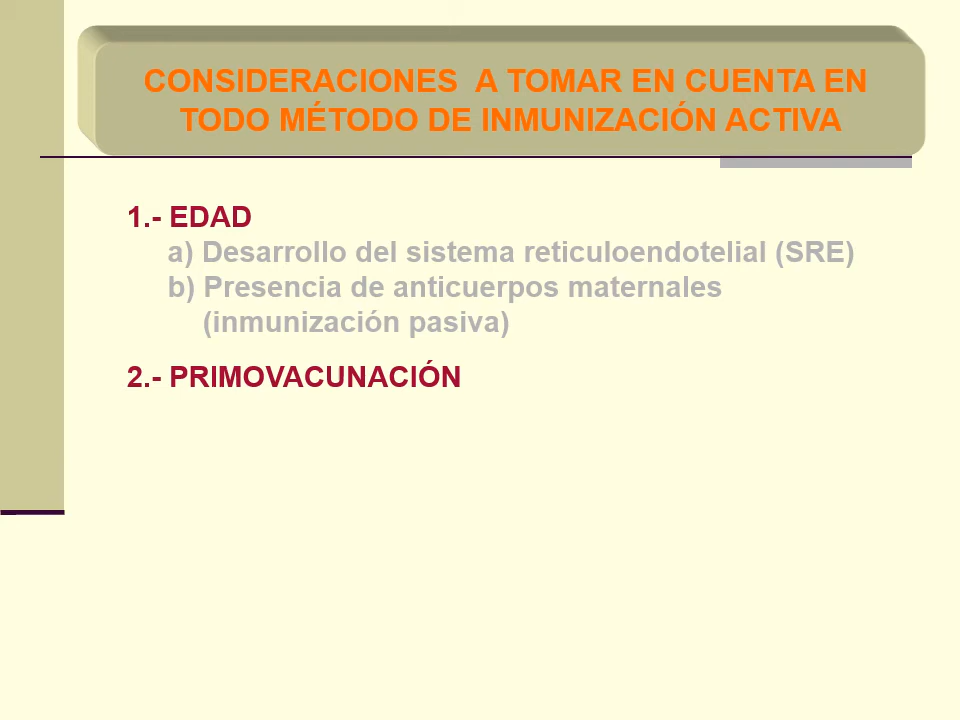 CONSIDERACIONES A TOMAR EN CUENTA EN
TODO MÉTODO DE INMUNIZACIÓN ACTIVA
1.- EDAD
a) Desarrollo del sistema reticuloendotelial (SRE)
b) Presencia de anticuerpos maternales
(inmunización pasiva)
2.- PRIMOVACUNACIÓN